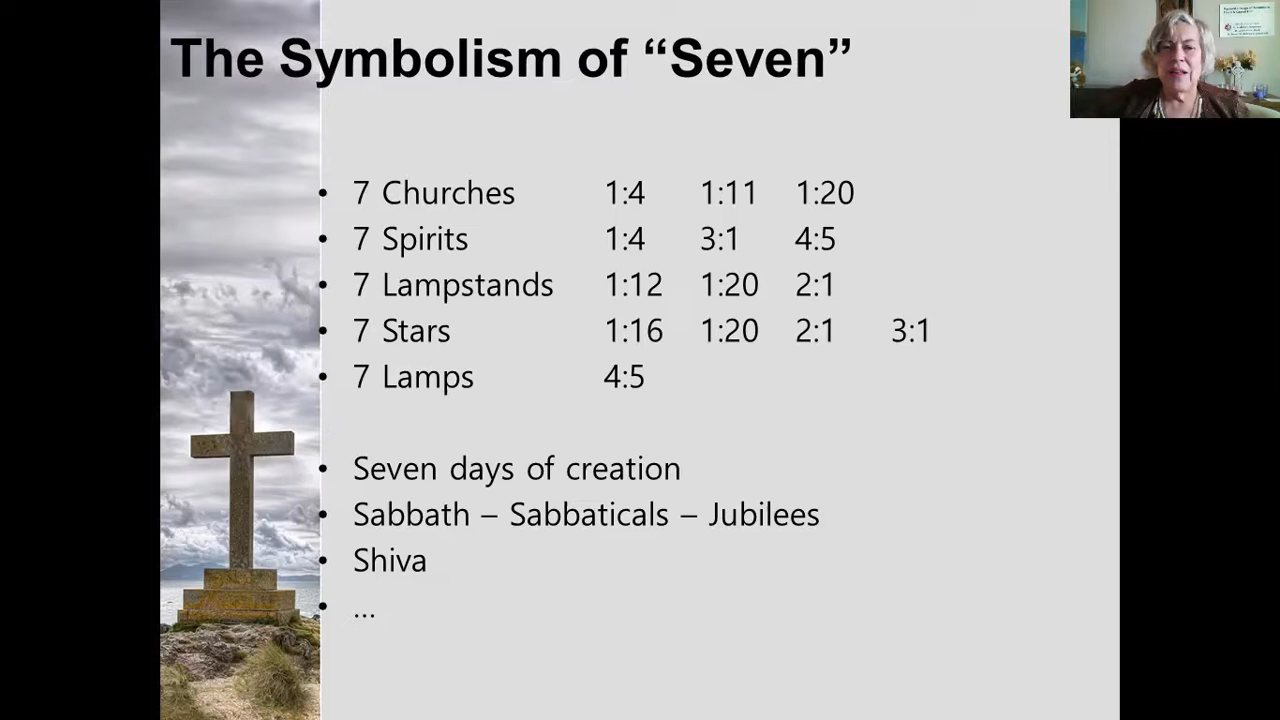 The Symbolism of “Seven”
• 7 Churches 1:4 1:11 1:20
• 7 Spirits 1:4 3:1 4:5
• 7 Lampstands 1:12 1:20 2:1
• 7 Stars 1:16 1:20 2:1 3:1
• 7 Lamps 4:5
• Seven days of creation
• Sabbath – Sabbaticals – Jubilees
• Shiva
• …